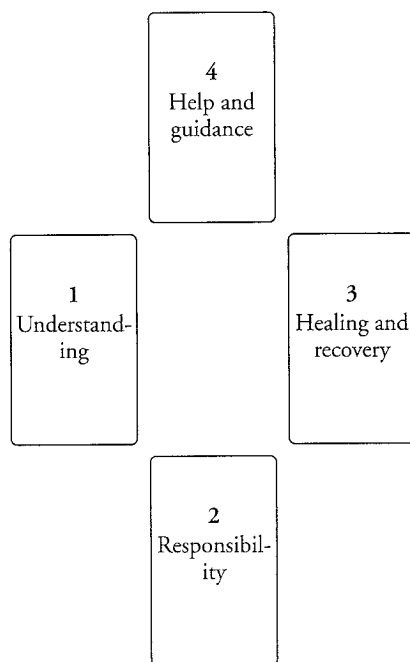 4
Help and
guidance
1
Understand-
ing
3
Healing and
recovery
2
Responsibil-
ity